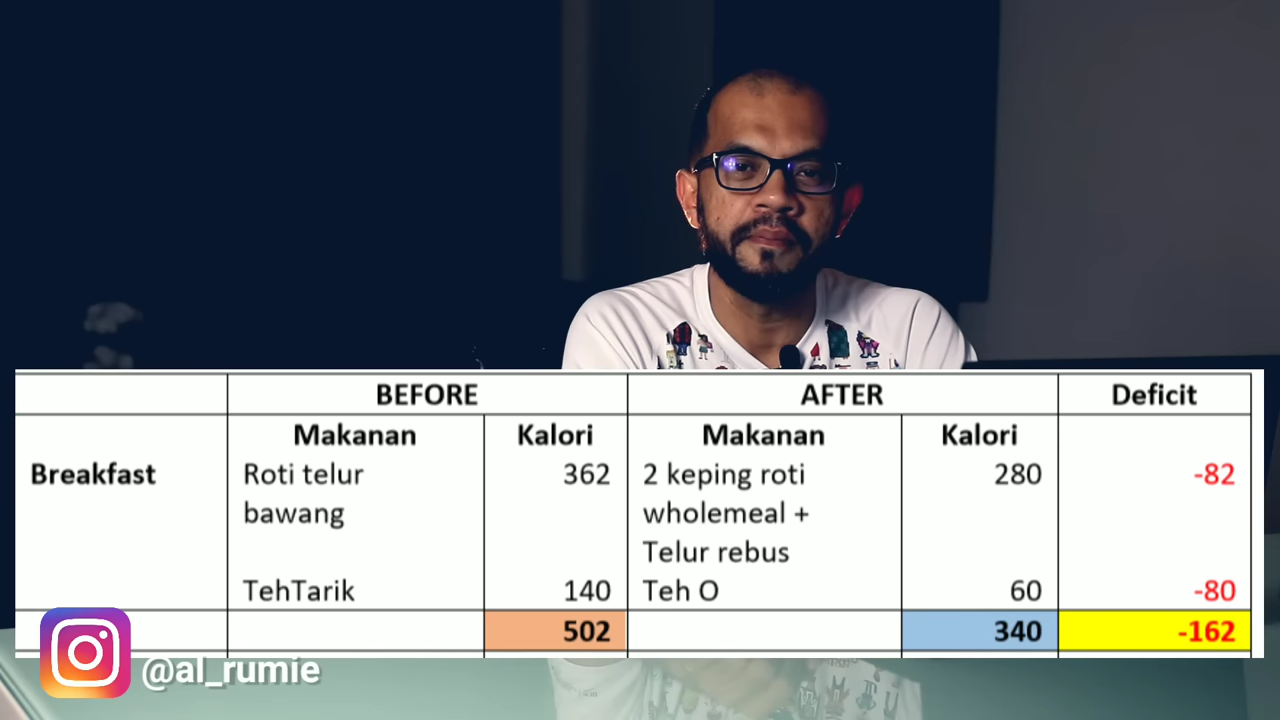 BEFORE AFTER Deficit
Makanan Kalori Makanan Kalori
Breakfast Roti telur 362 2 keping roti 280 -82
bawang wholemeal +
Telur rebus
TehTarik 140 Teh O 60 -80
502 340 -162
@al_rumie